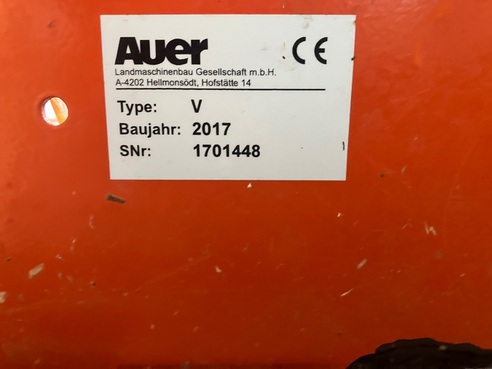 Auer CE
Landmaschinenbau Gesellschaft m.b.H.
A-4202 Hellmonsödt, Hofstätte 14
Type: V
Baujahr: 2017
SNr: 1701448